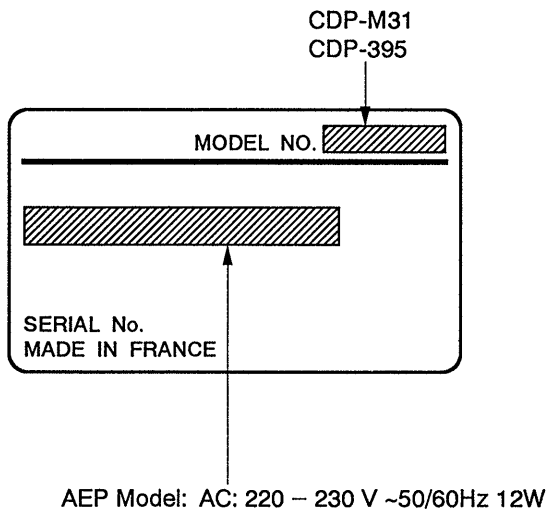 CDP-M31
CDP-395
MODEL NO.
SERIAL No.
MADE IN FRANCE
AEP Model: AC: 220 – 230 V ~50/60Hz 12W